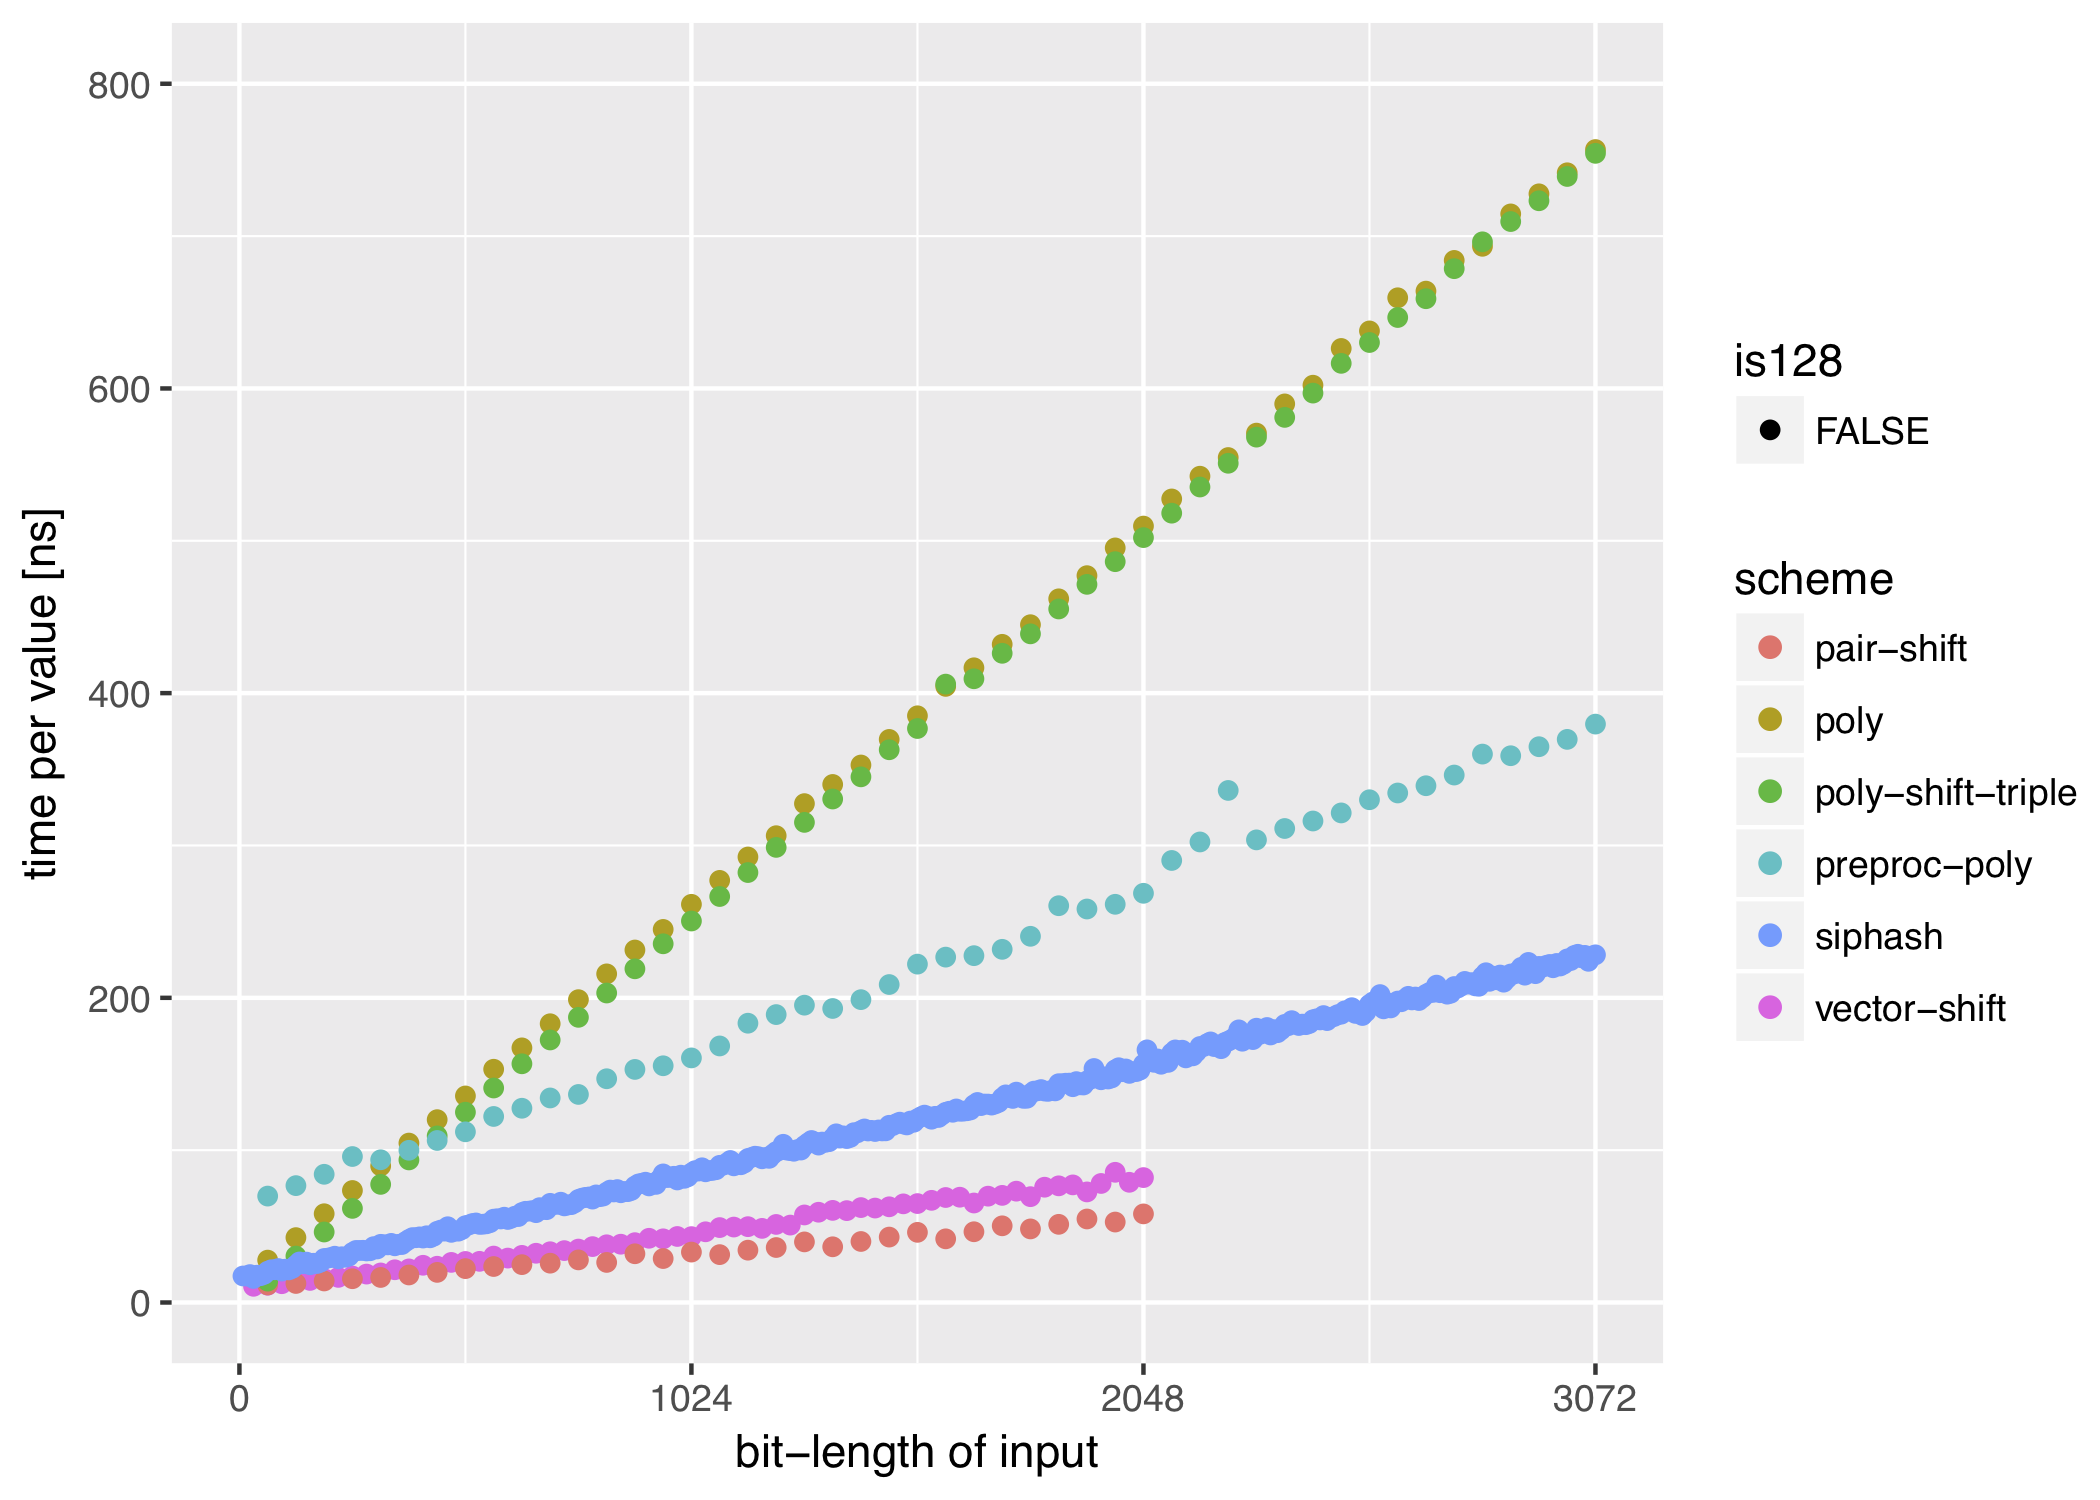 800
600
400
200
0
time per value [ns]
0 1024 2048 3072
bit−length of input
is128
FALSE
scheme
pair−shift
poly
poly−shift−triple
preproc−poly
siphash
vector−shift